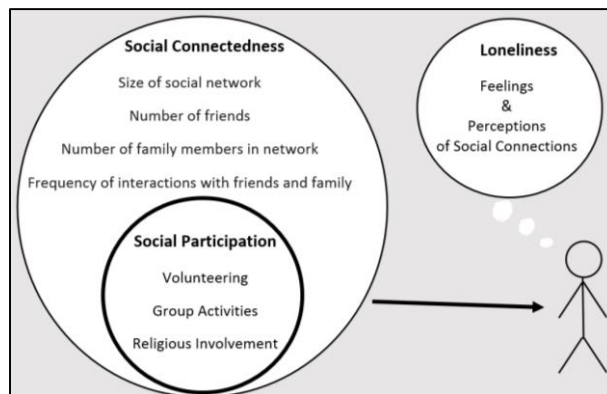 Social Connectedness
Size of social network
Number of friends
Number of family members in network
Frequency of interactions with friends and family
Social Participation
Volunteering
Group Activities
Religious Involvement
Loneliness
Feelings
&
Perceptions
of Social Connections